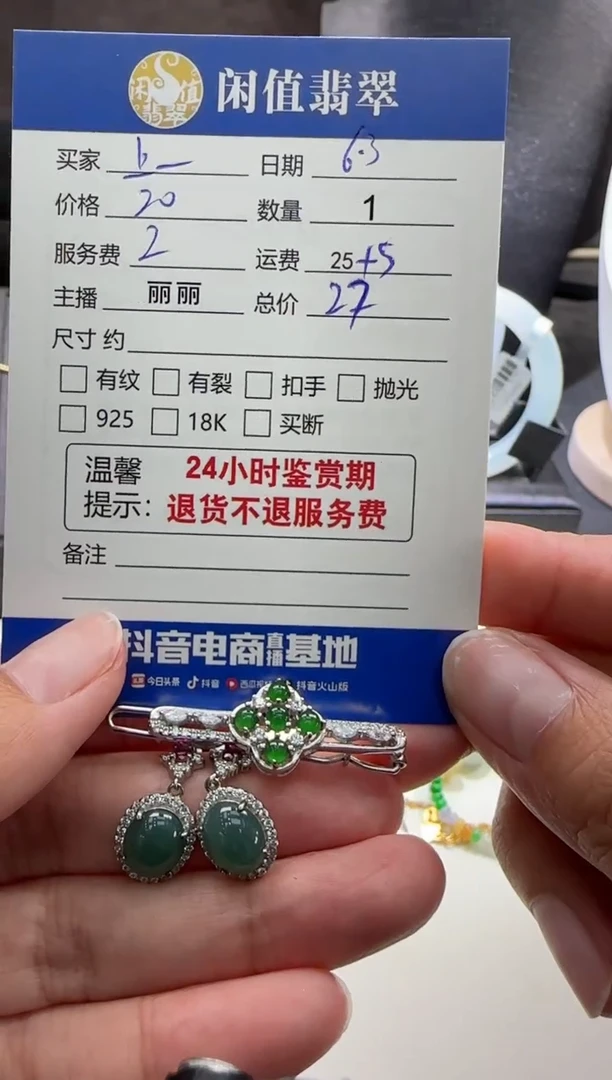 闲值翡翠
闲值翡翠
买家 b 日期 6.3
价格 20 数量 1
服务费 2 运费 25+5
主播 丽丽 总价 27
尺寸 约
有纹 有裂 扣手 抛光
925 18K 买断
温馨 24小时鉴赏期
提示：退货不退服务费
备注
抖音电商直播基地
今日头条 抖音 西瓜视频 抖音火山版